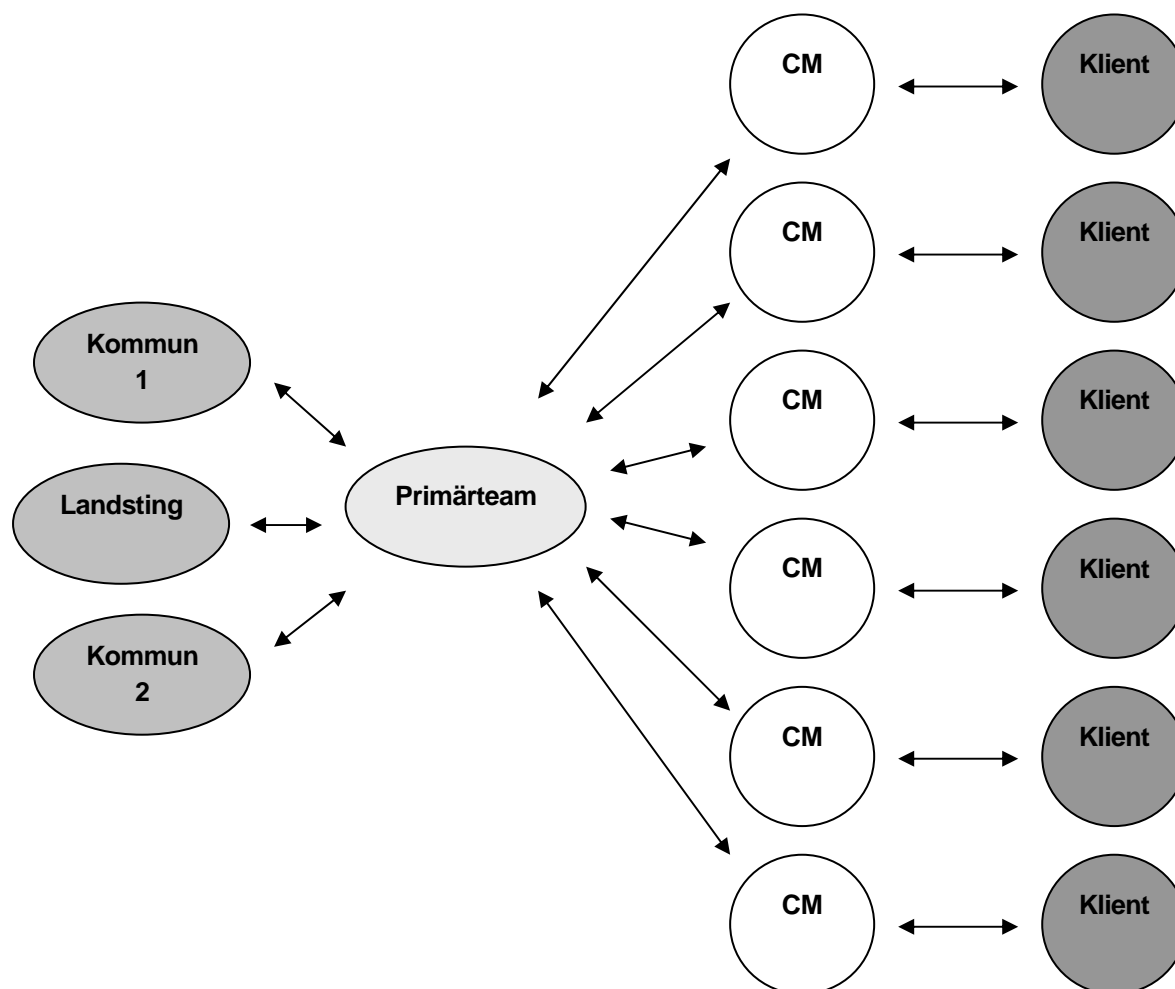 CM
Klient
CM
Klient
Kommun
1
CM
Klient
Landsting
Primärteam
CM
Klient
Kommun
2
CM
Klient
CM
Klient